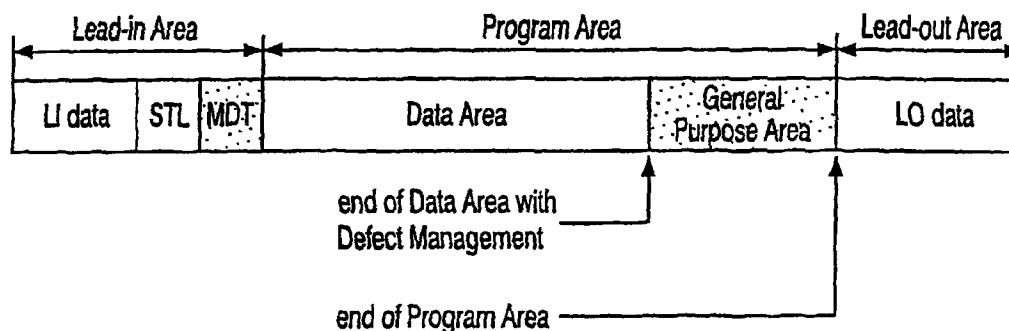 Lead-in Area
Program Area
Lead-out Area
LI data
STL
MDT
Data Area
General
Purpose Area
LO data
end of Data Area with
Defect Management
end of Program Area